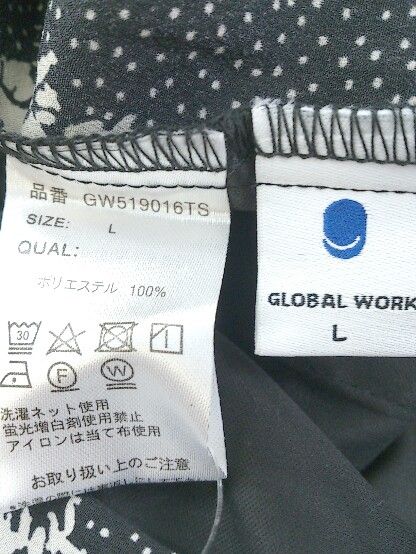 品番 GW519016TS
SIZE: L
QUAL:
ポリエステル 100%
30
F
W
洗濯ネット使用
蛍光増白剤使用禁止
アイロンは当て布使用
お取り扱い上のご注意
GLOBAL WORK
L